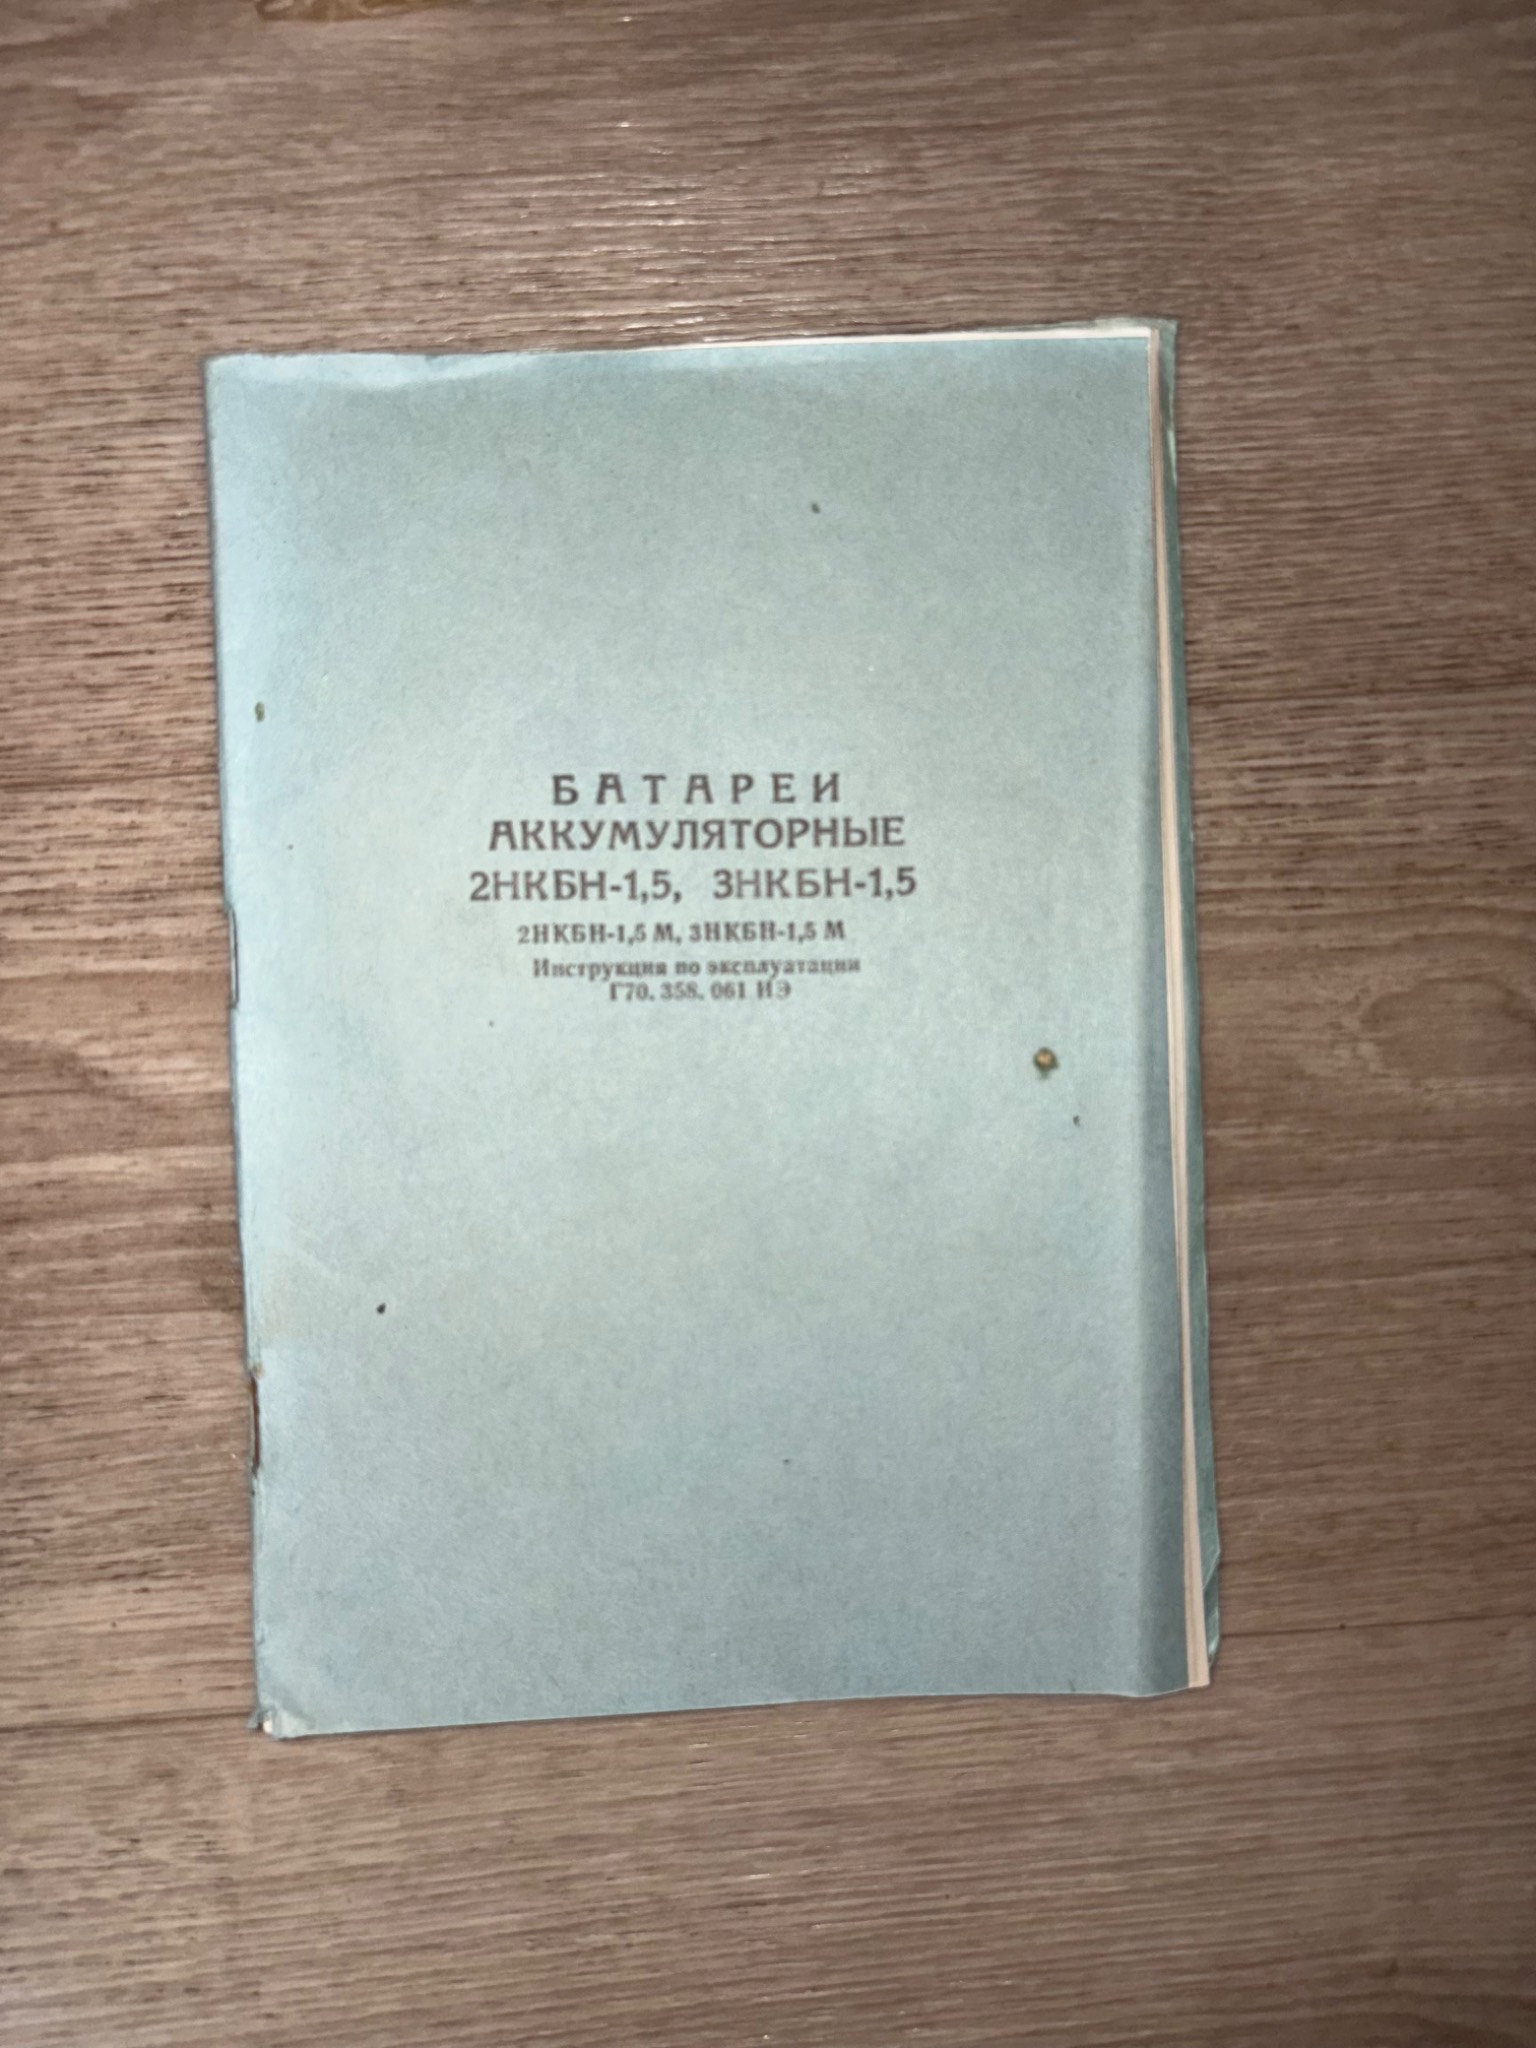 БАТАРЕИ
АККУМУЛЯТОРНЫЕ
2НКБН-1,5, 3НКБН-1,5
2НКБН-1,5 М, 3НКБН-1,5 М
Инструкция по эксплуатации
Г70. 358. 061 ИЭ